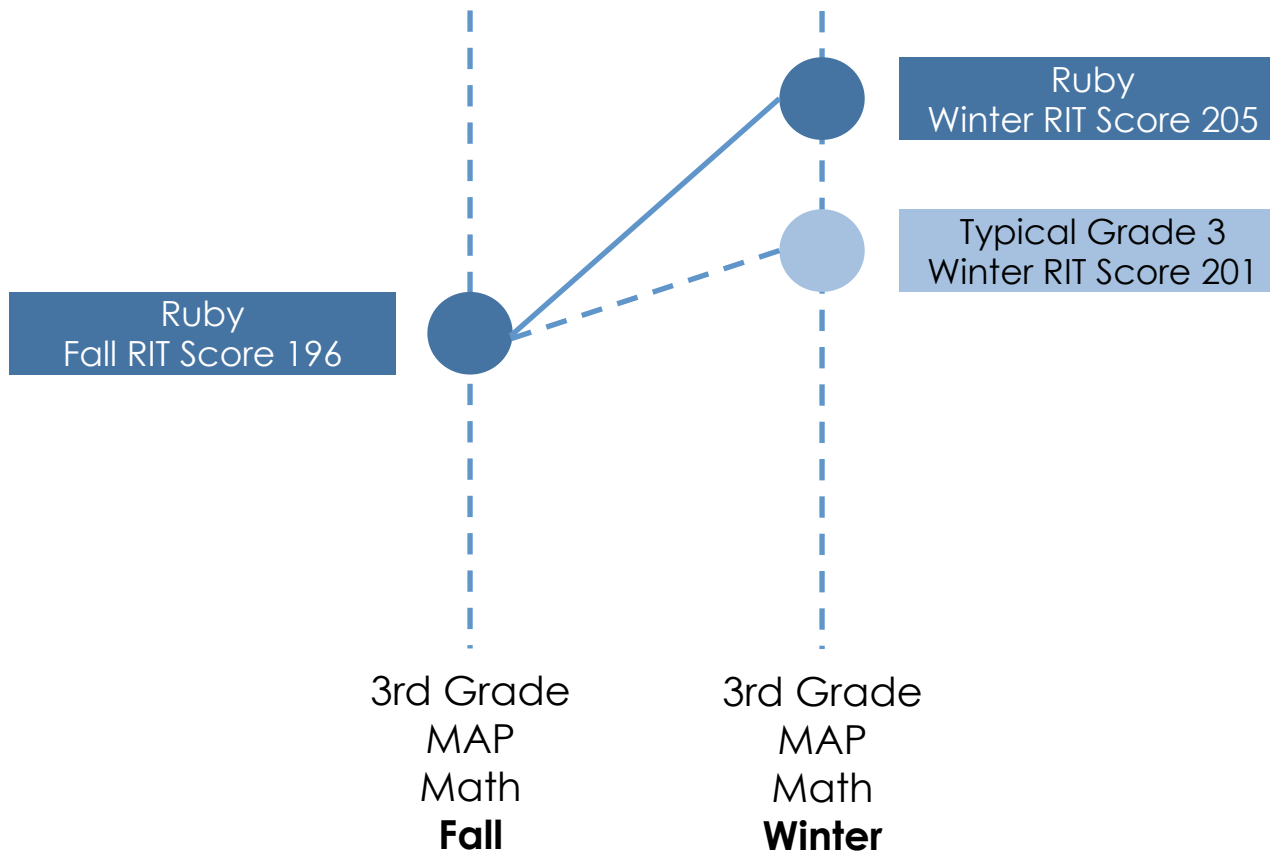 Ruby
Winter RIT Score 205
Typical Grade 3
Winter RIT Score 201
Ruby
Fall RIT Score 196
3rd Grade
MAP
Math
Fall
3rd Grade
MAP
Math
Winter